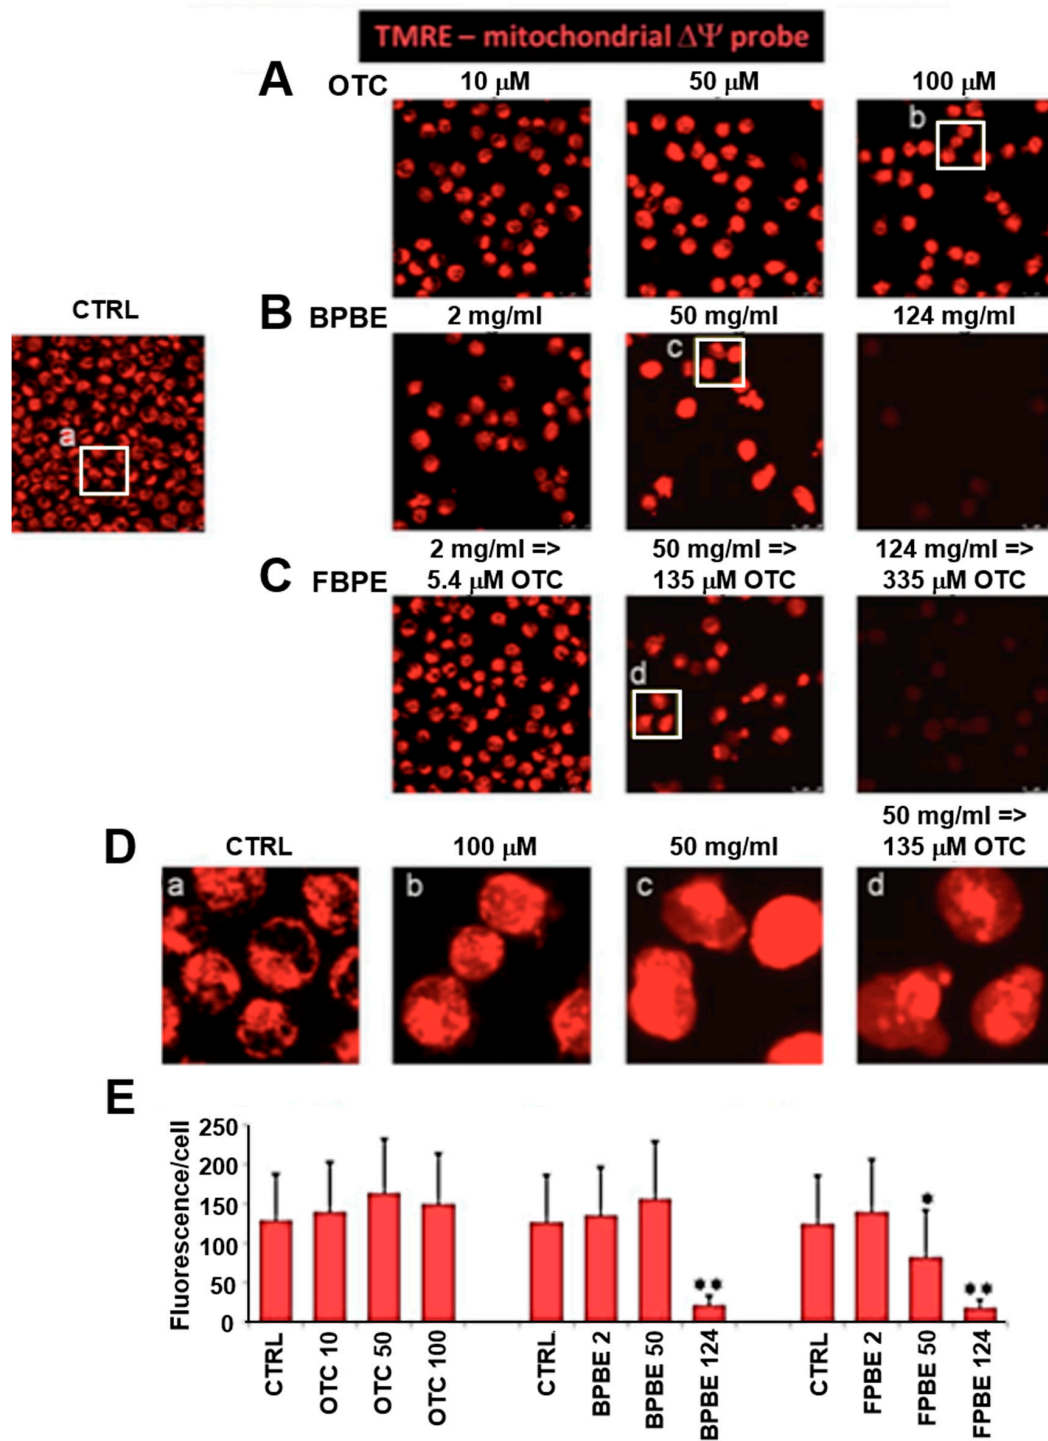 TMRE – mitochondrial ΔΨ probe
A OTC 10 μM 50 μM 100 μM
b
CTRL
a
B BPBE 2 mg/ml 50 mg/ml 124 mg/ml
c
2 mg/ml => 50 mg/ml => 124 mg/ml =>
C FBPE 5.4 μM OTC 135 μM OTC 335 μM OTC
d
50 mg/ml =>
D CTRL 100 μM 50 mg/ml 135 μM OTC
a b c d
E
Fluorescence/cell
250
200
150
100
50
0
* 
** **
CTRL OTC 10 OTC 50 OTC 100 CTRL BPBE 2 BPBE 50 BPBE 124 CTRL FPBE 2 FPBE 50 FPBE 124